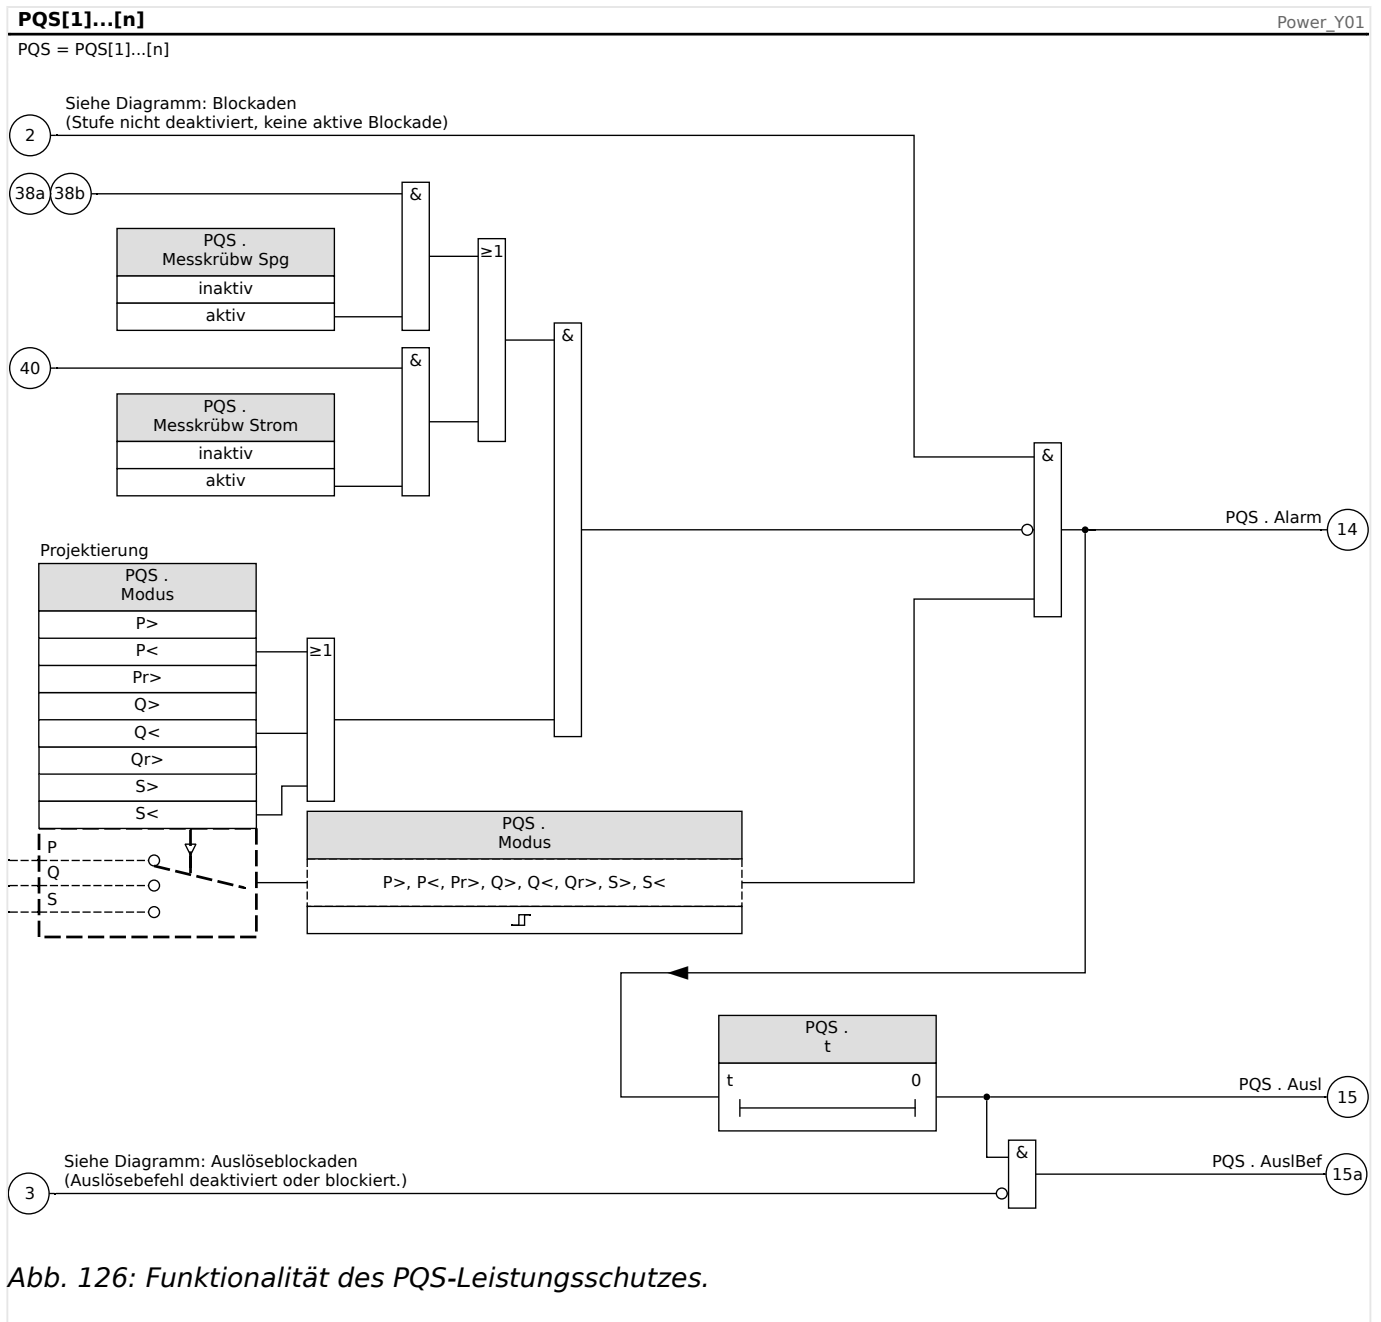 PQS[1]...[n]
Power_Y01
PQS = PQS[1]...[n]
Siehe Diagramm: Blockaden
(Stufe nicht deaktiviert, keine aktive Blockade)
2
38a 38b
&
PQS .
Messkrübw Spg
inaktiv
aktiv
≥1
&
40
&
PQS .
Messkrübw Strom
inaktiv
aktiv
&
PQS . Alarm
14
Projektierung
PQS .
Modus
P>
P<
Pr>
Q>
Q<
Qr>
S>
S<
≥1
P
Q
S
PQS .
Modus
P>, P<, Pr>, Q>, Q<, Qr>, S>, S<
PQS .
t
t 0
PQS . Ausl
15
&
PQS . AuslBef
15a
Siehe Diagramm: Auslöseblockaden
(Auslösebefehl deaktiviert oder blockiert.)
3
Abb. 126: Funktionalität des PQS-Leistungsschutzes.